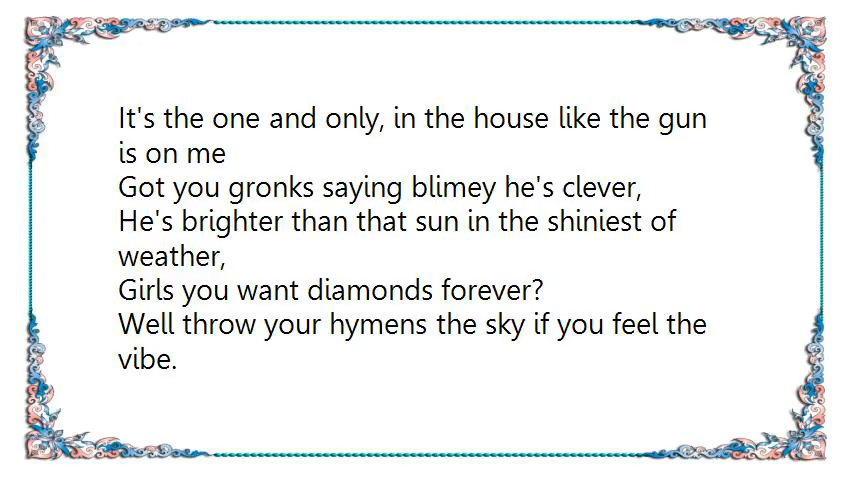 It's the one and only, in the house like the gun
is on me
Got you gronks saying blimey he's clever,
He's brighter than that sun in the shiniest of
weather,
Girls you want diamonds forever?
Well throw your hymens the sky if you feel the
vibe.